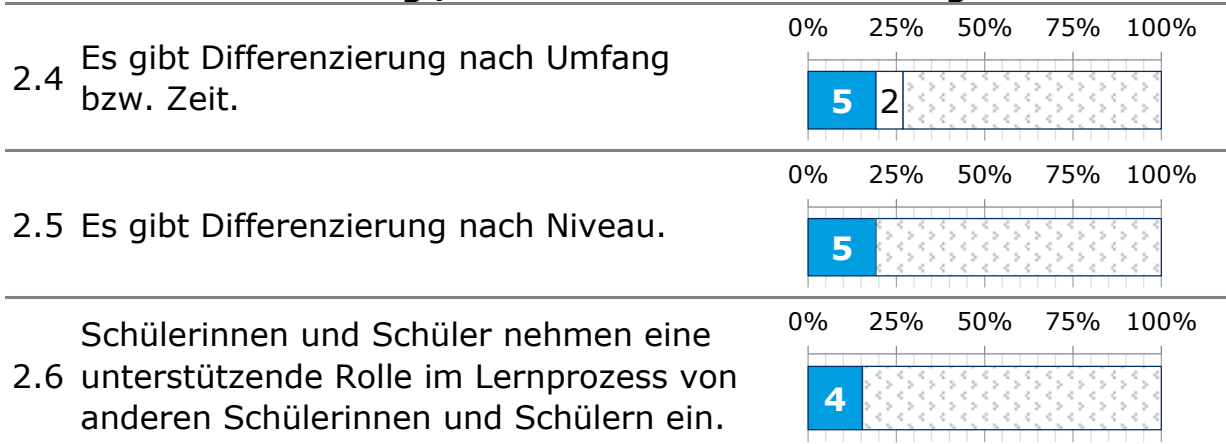 0% 25% 50% 75% 100%
2.4 Es gibt Differenzierung nach Umfang
bzw. Zeit.
5 2
0% 25% 50% 75% 100%
2.5 Es gibt Differenzierung nach Niveau.
5
0% 25% 50% 75% 100%
Schülerinnen und Schüler nehmen eine
2.6 unterstützende Rolle im Lernprozess von
anderen Schülerinnen und Schülern ein.
4